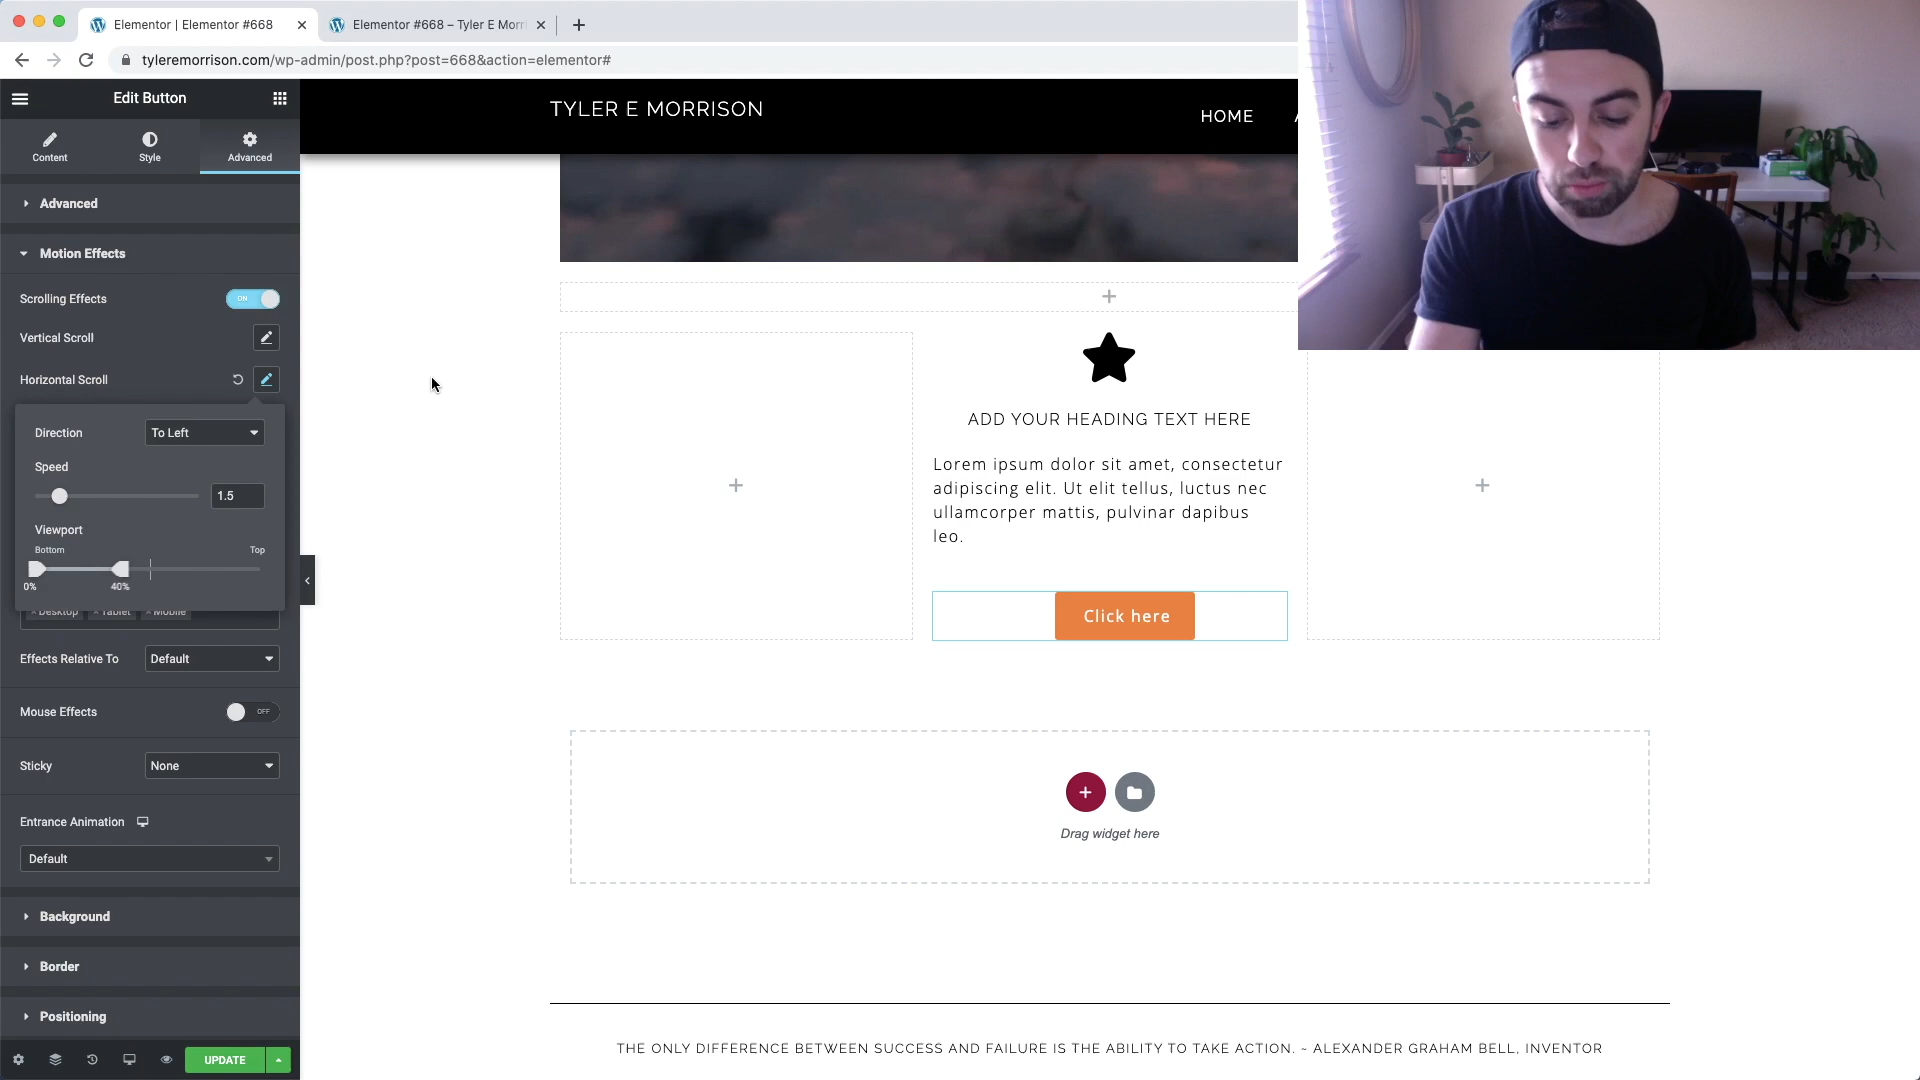 Elementor | Elementor #668
Elementor #668 – Tyler E Morri
tyleremorrison.com/wp-admin/post.php?post=668&action=elementor#
Edit Button
Content
Style
Advanced
Advanced
Motion Effects
Scrolling Effects
ON
Vertical Scroll
Horizontal Scroll
Direction
To Left
Speed
1.5
Viewport
Bottom
Top
0%
40%
× Desktop × Tablet × Mobile
Effects Relative To
Default
Mouse Effects
OFF
Sticky
None
Entrance Animation
Default
Background
Border
Positioning
UPDATE
TYLER E MORRISON
HOME
ADD YOUR HEADING TEXT HERE
Lorem ipsum dolor sit amet, consectetur
adipiscing elit. Ut elit tellus, luctus nec
ullamcorper mattis, pulvinar dapibus
leo.
Click here
Drag widget here
THE ONLY DIFFERENCE BETWEEN SUCCESS AND FAILURE IS THE ABILITY TO TAKE ACTION. ~ ALEXANDER GRAHAM BELL, INVENTOR